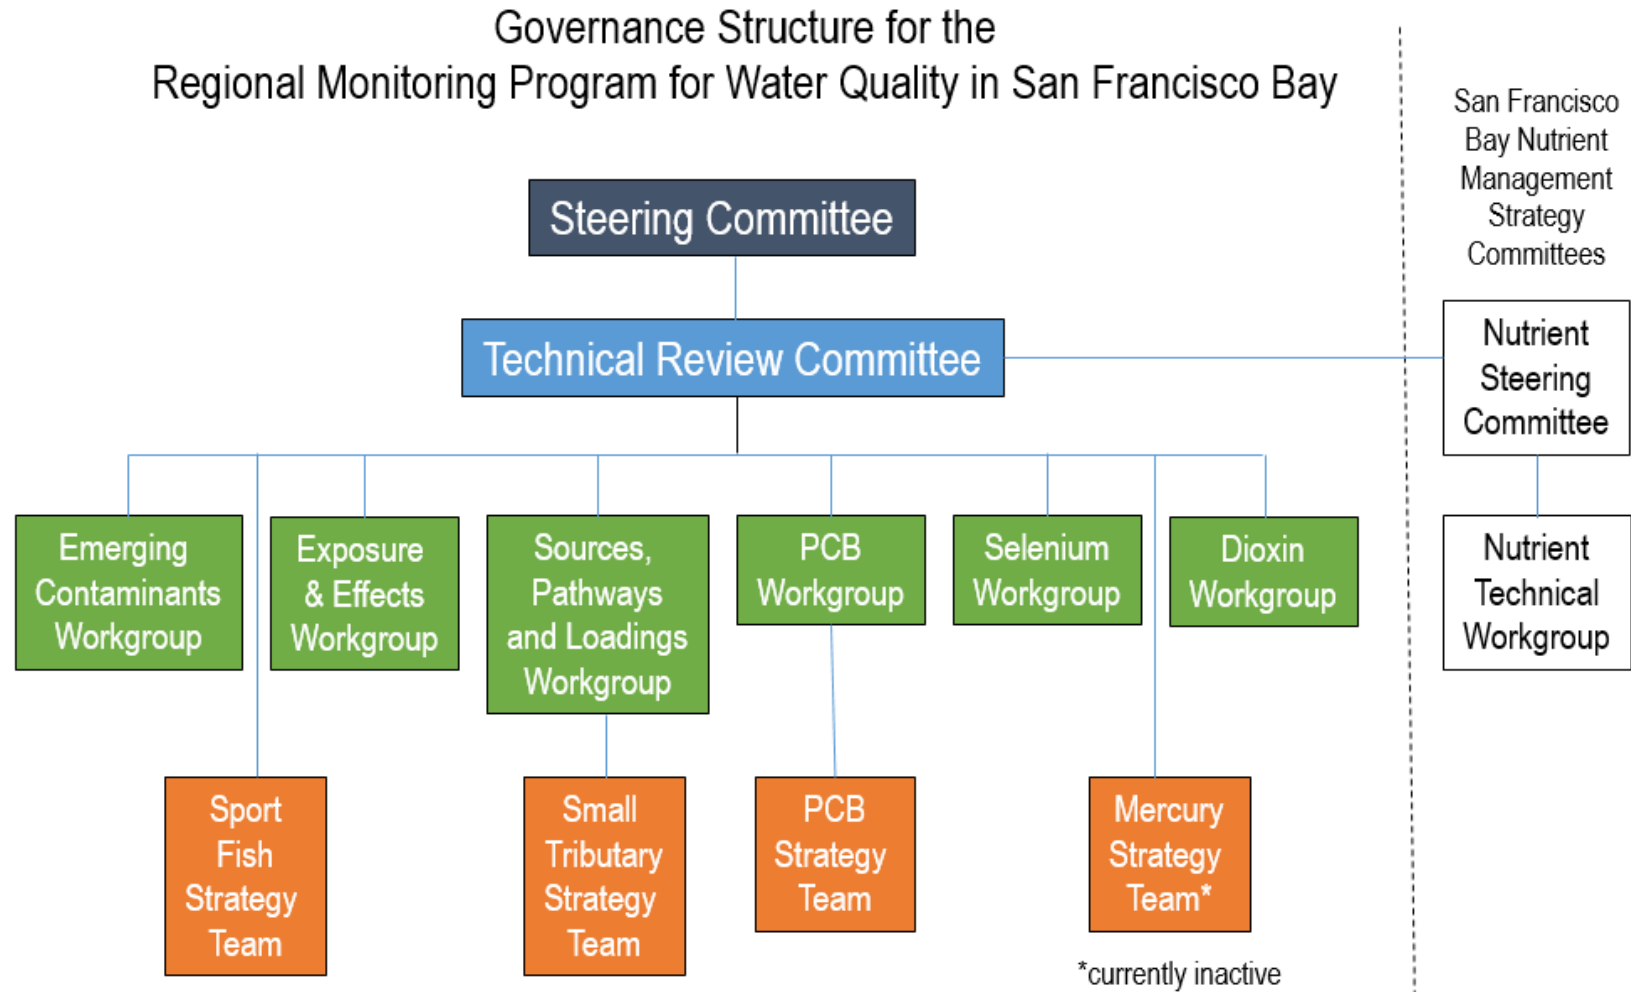 Governance Structure for the
Regional Monitoring Program for Water Quality in San Francisco Bay
San Francisco
Bay Nutrient
Management
Strategy
Committees
Steering Committee
Technical Review Committee
Nutrient
Steering
Committee
Emerging
Contaminants
Workgroup
Exposure
& Effects
Workgroup
Sources,
Pathways
and Loadings
Workgroup
PCB
Workgroup
Selenium
Workgroup
Dioxin
Workgroup
Nutrient
Technical
Workgroup
Sport
Fish
Strategy
Team
Small
Tributary
Strategy
Team
PCB
Strategy
Team
Mercury
Strategy
Team*
*currently inactive